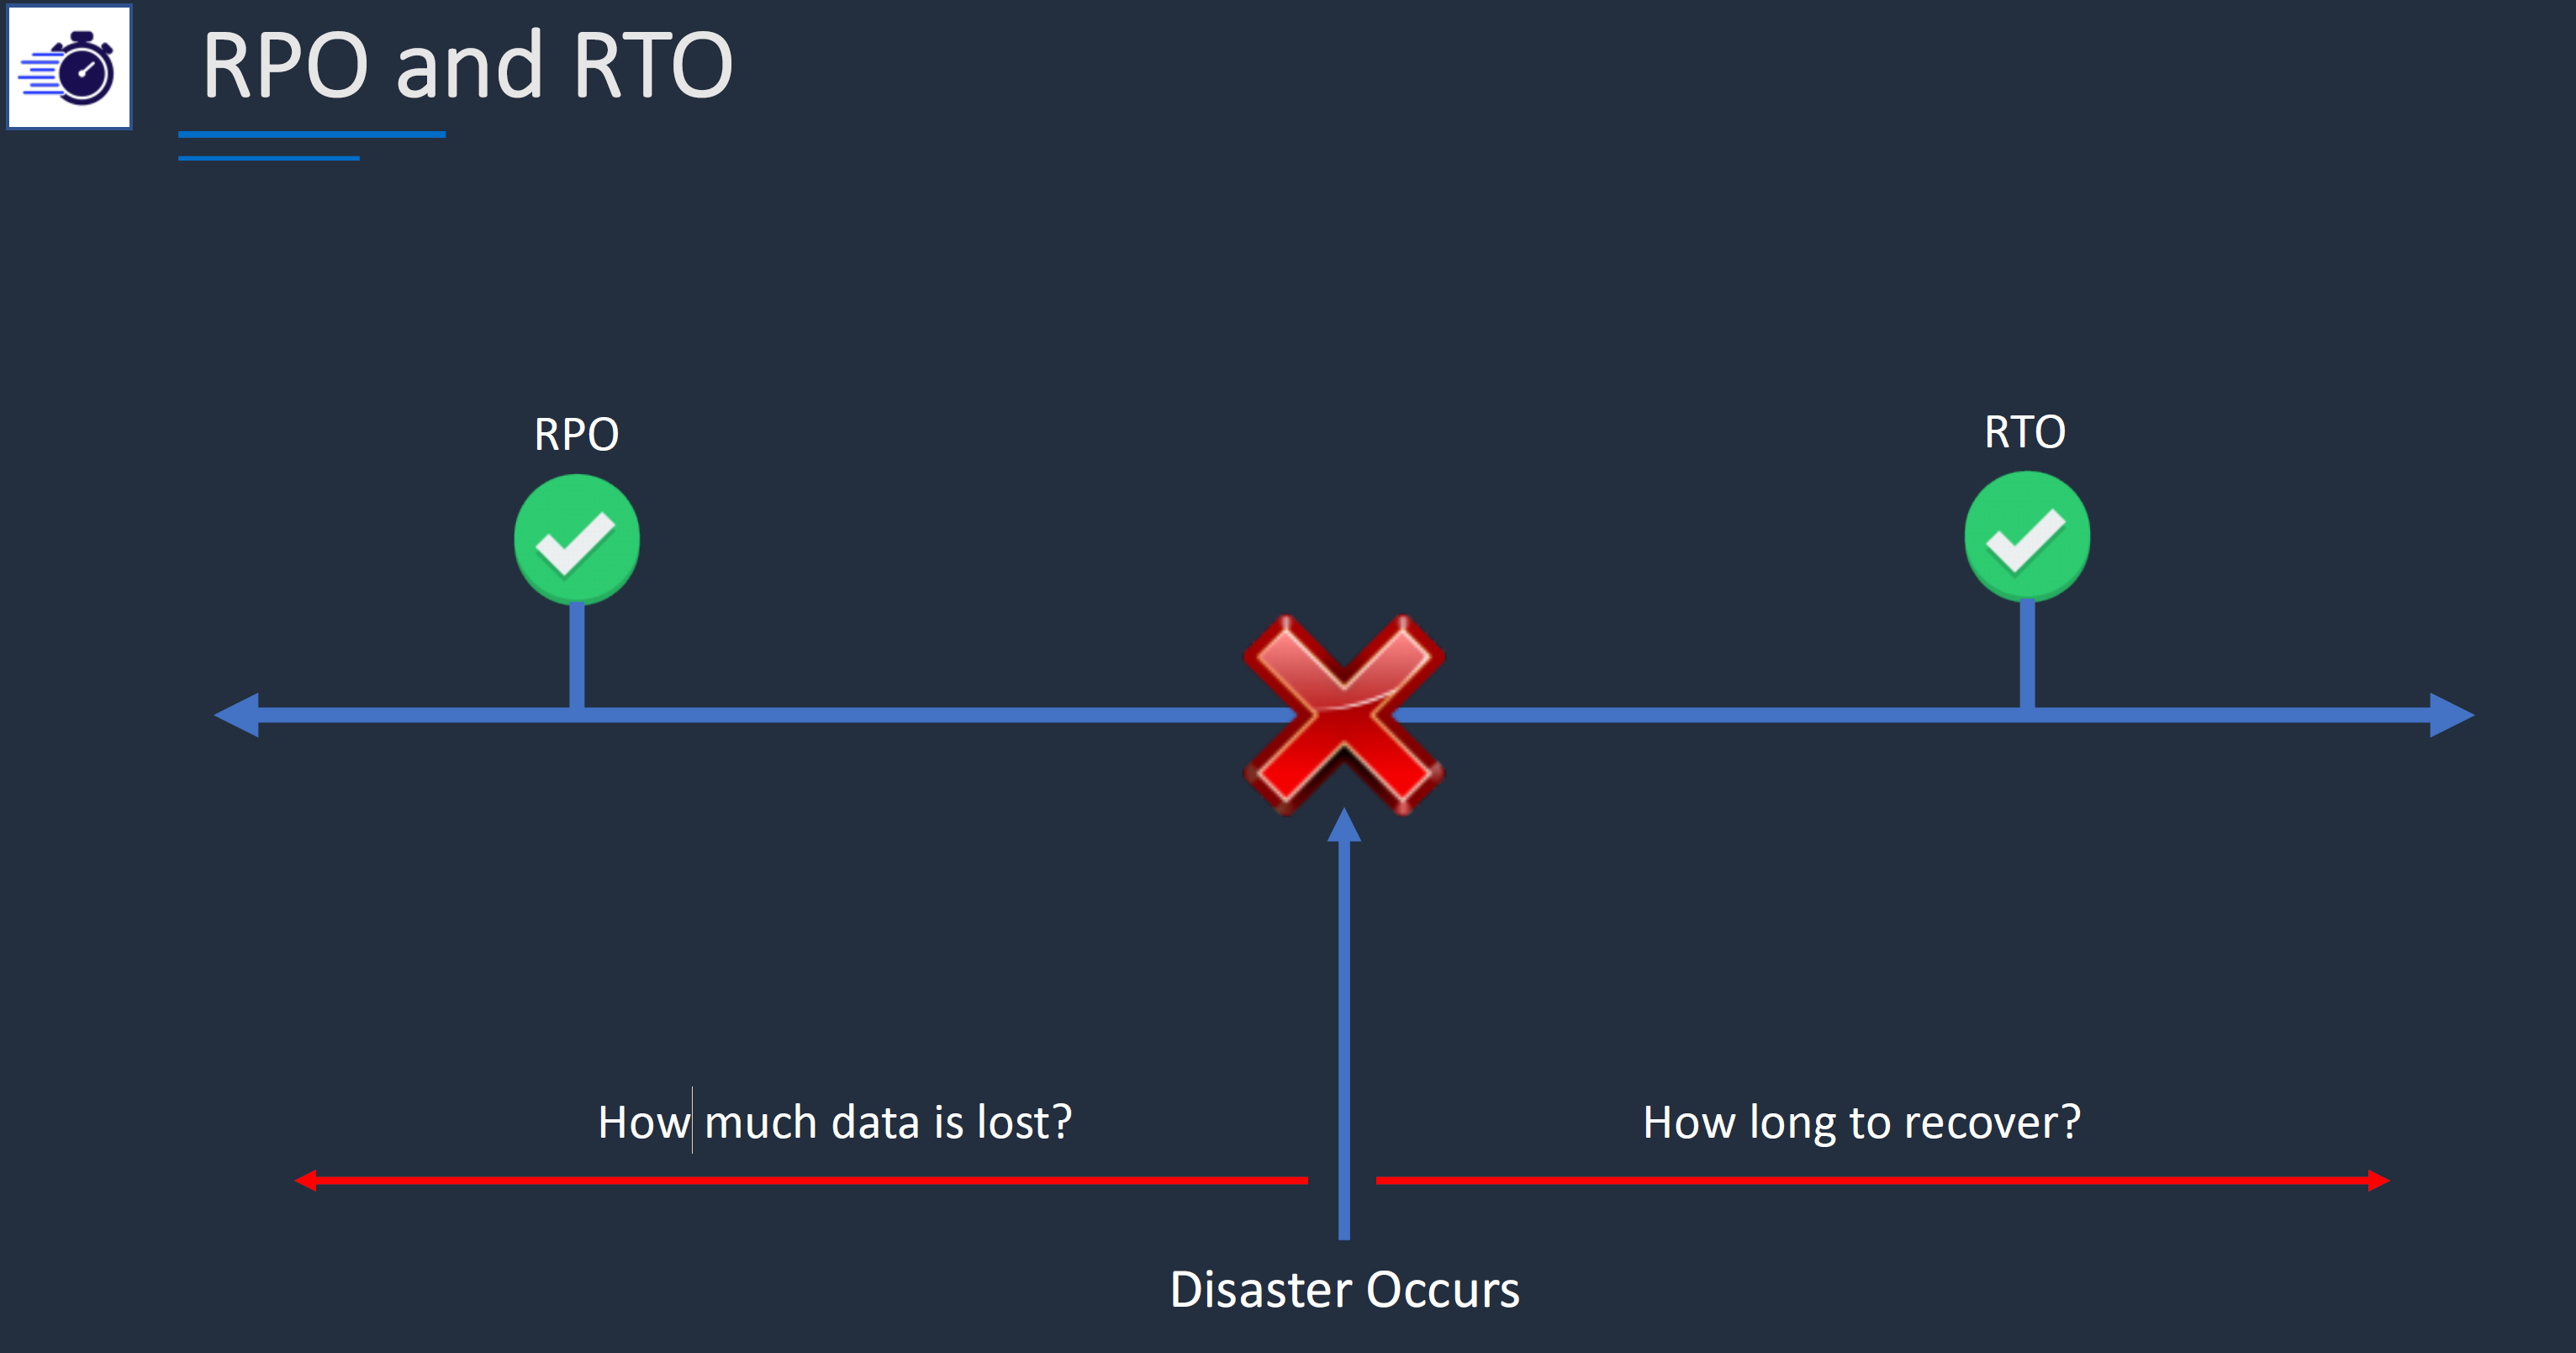 RPO and RTO
RPO
RTO
How much data is lost?
How long to recover?
Disaster Occurs